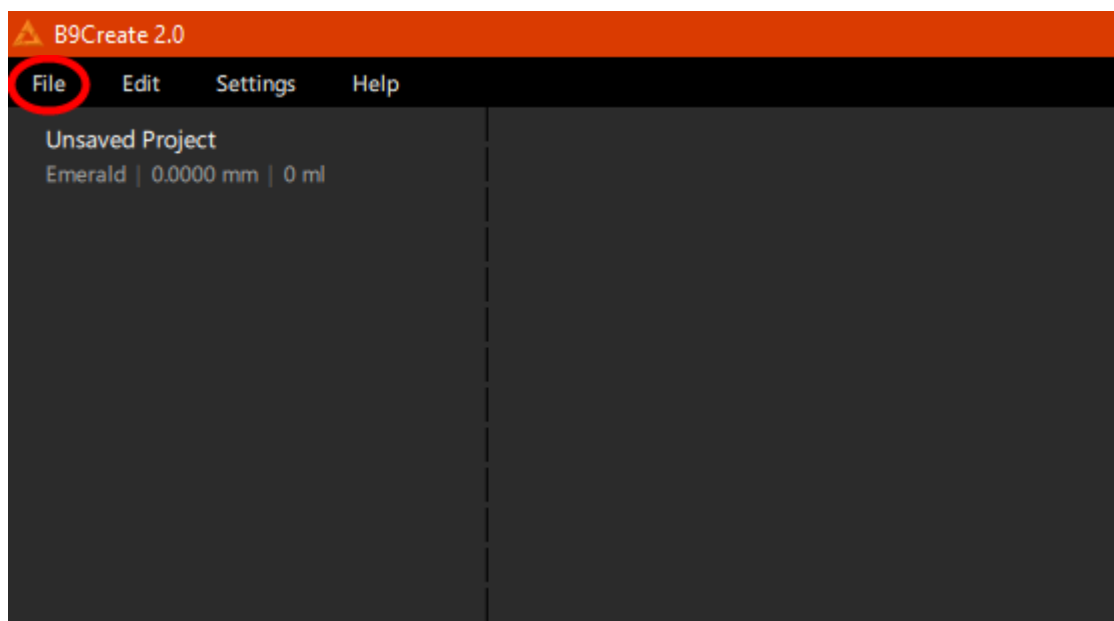 B9Create 2.0
File Edit Settings Help
Unsaved Project
Emerald | 0.0000 mm | 0 ml